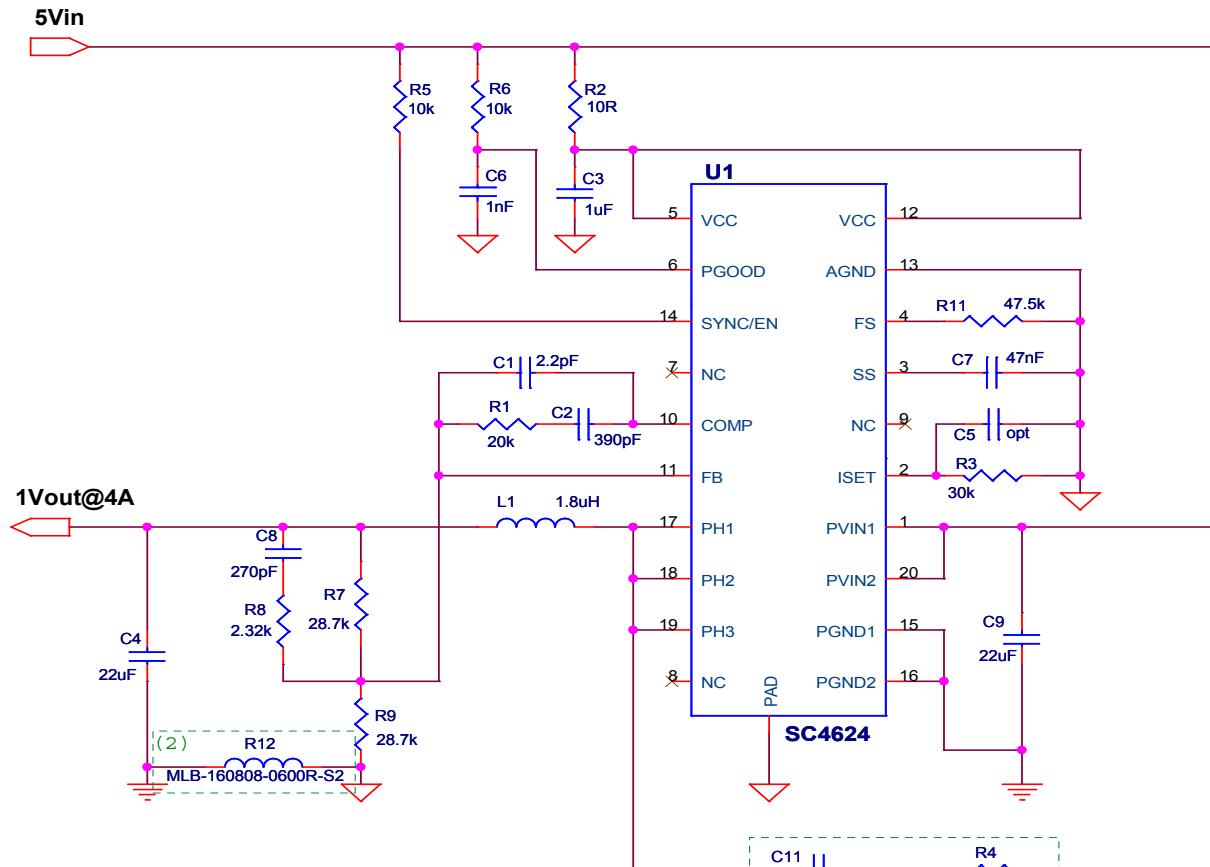 5Vin
R5
10k
R6
10k
R2
10R
C6
1nF
C3
1uF
U1
5
VCC
VCC
12
6
PGOOD
AGND
13
14
SYNC/EN
FS
4
R11
47.5k
7
NC
SS
3
C7
47nF
C1
2.2pF
R1
20k
C2
390pF
10
COMP
NC
9
C5
opt
11
FB
ISET
2
R3
30k
1Vout@4A
L1
1.8uH
17
PH1
PVIN1
1
C8
270pF
18
PH2
PVIN2
20
R8
2.32k
R7
28.7k
19
PH3
PGND1
15
C9
22uF
C4
22uF
8
NC
PGND2
16
PAD
R9
28.7k
SC4624
(2)
R12
MLB-160808-0600R-S2
C11
R4